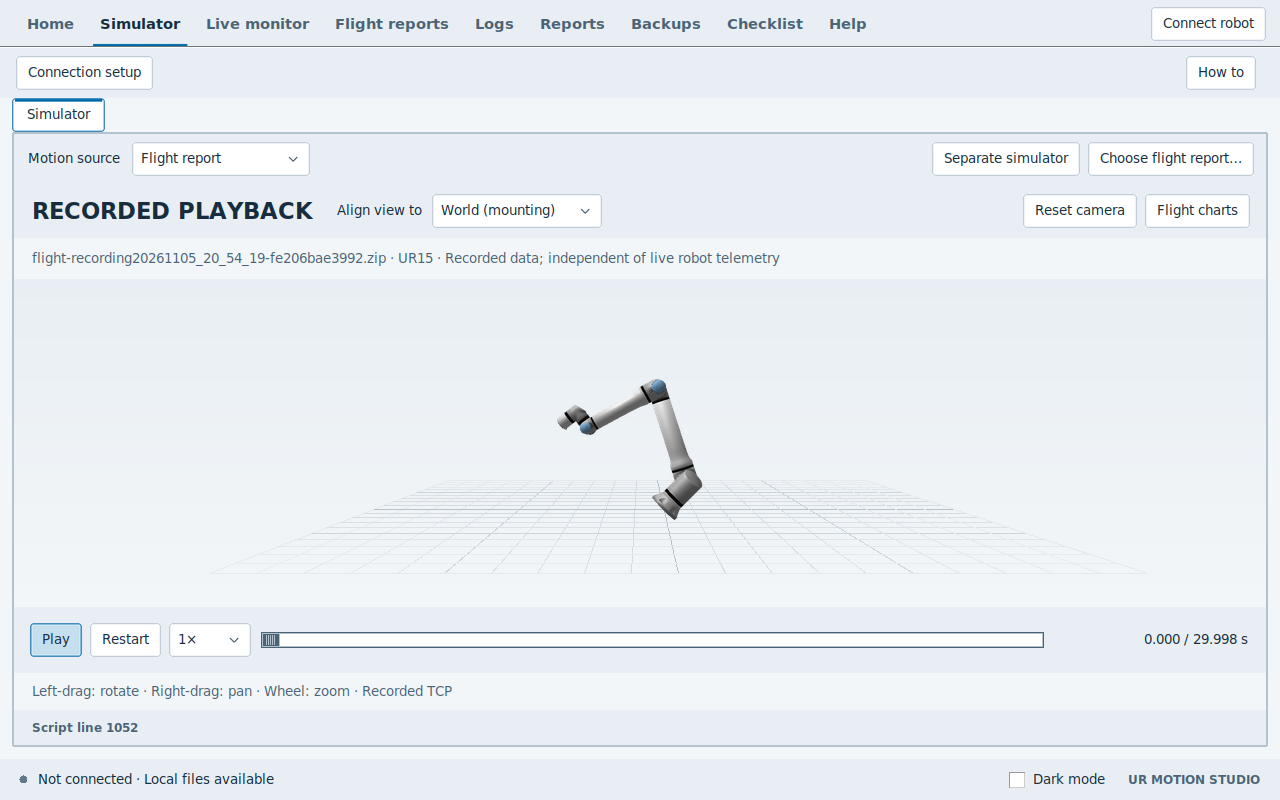 Home Simulator Live monitor Flight reports Logs Reports Backups Checklist Help Connect robot
Connection setup How to
Simulator
Motion source Flight report Separate simulator Choose flight report...
RECORDED PLAYBACK Align view to World (mounting) Reset camera Flight charts
flight-recording20261105_20_54_19-fe206bae3992.zip · UR15 · Recorded data; independent of live robot telemetry
Play Restart 1× 0.000 / 29.998 s
Left-drag: rotate · Right-drag: pan · Wheel: zoom · Recorded TCP
Script line 1052
Not connected · Local files available Dark mode UR MOTION STUDIO